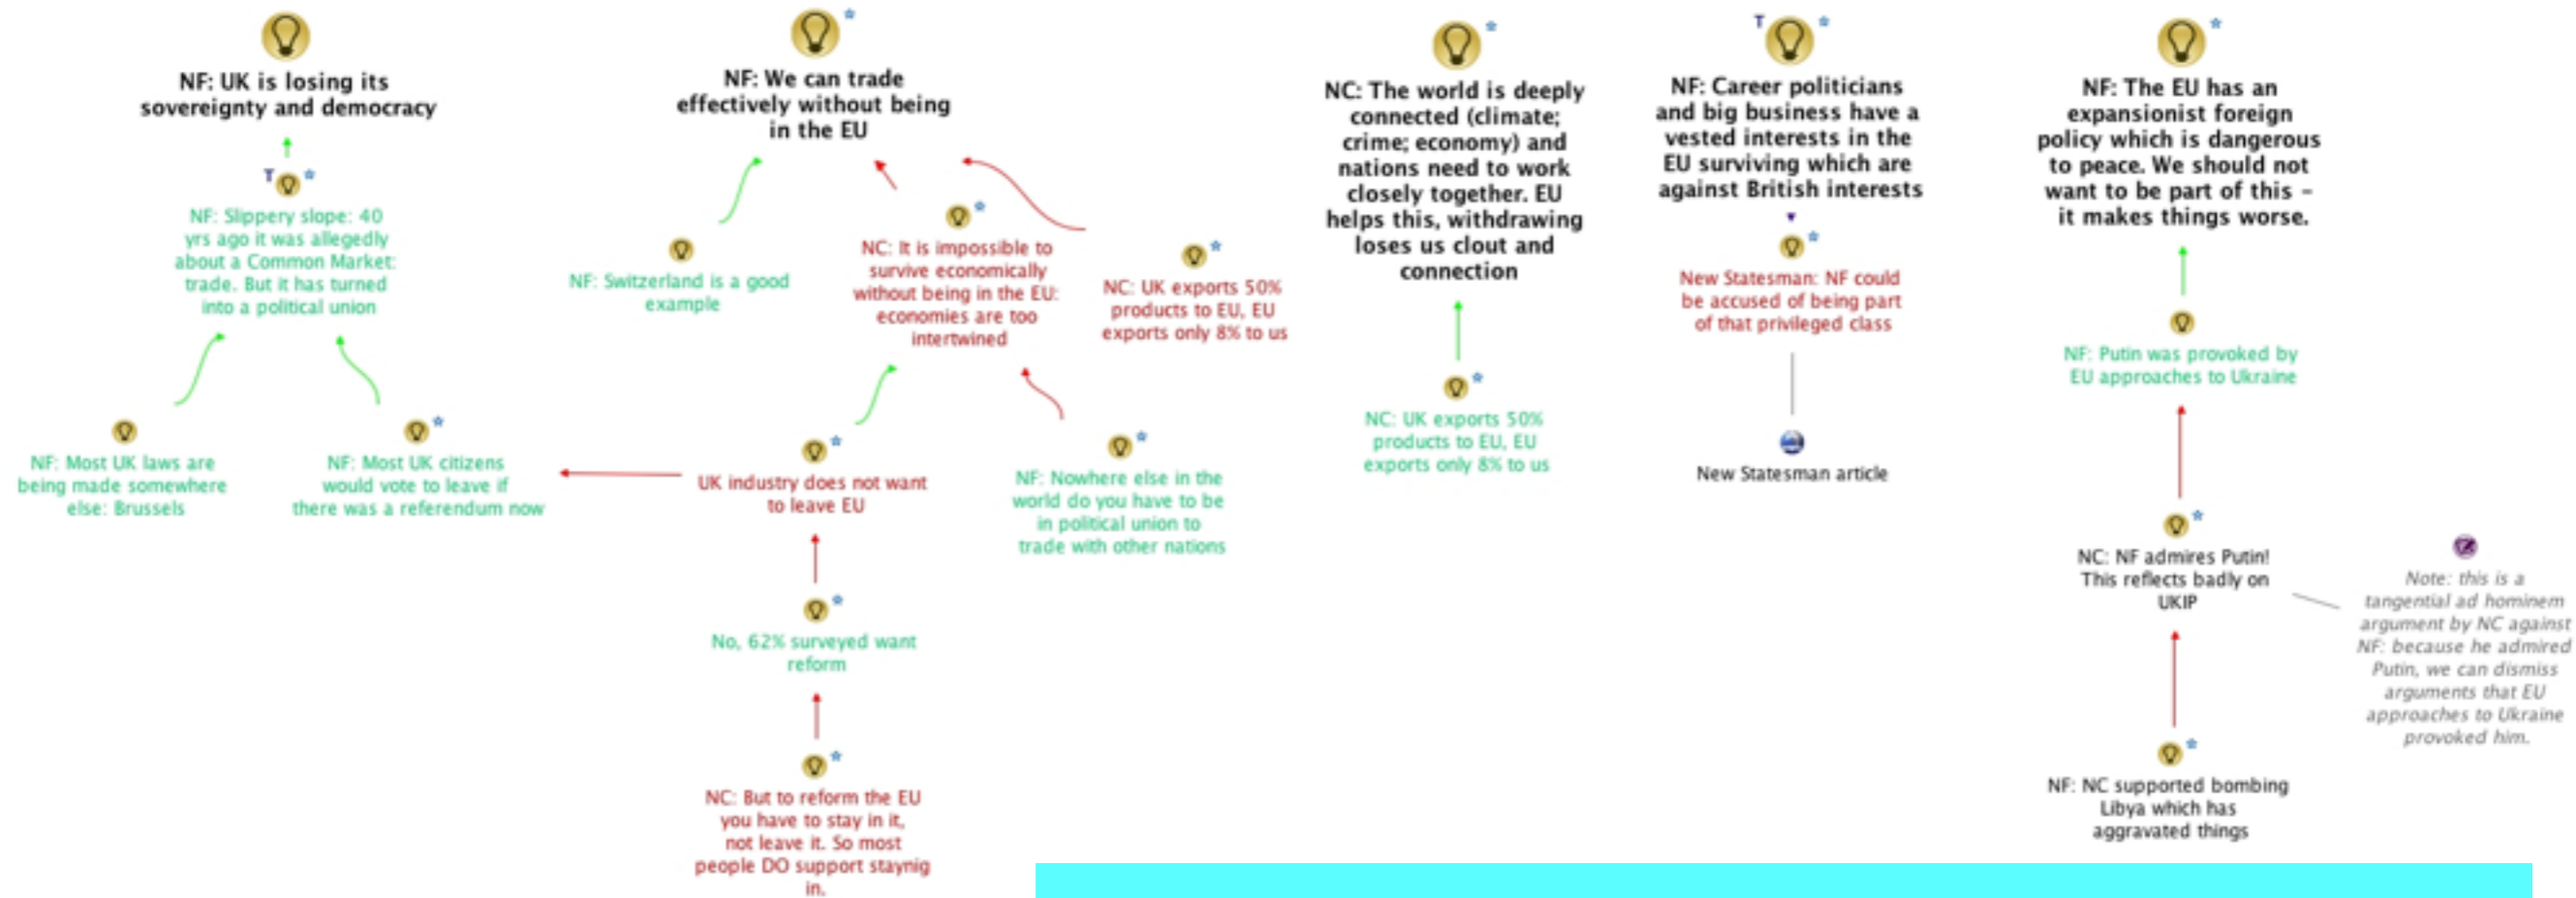 NF: UK is losing its
sovereignty and democracy
T
NF: Slippery slope: 40
yrs ago it was allegedly
about a Common Market:
trade. But it has turned
into a political union
NF: Most UK laws are
being made somewhere
else: Brussels
NF: Most UK citizens
would vote to leave if
there was a referendum now
NF: We can trade
effectively without being
in the EU
NF: Switzerland is a good
example
NC: It is impossible to
survive economically
without being in the EU:
economies are too
intertwined
NC: UK exports 50%
products to EU, EU
exports only 8% to us
UK industry does not want
to leave EU
NF: Nowhere else in the
world do you have to be
in political union to
trade with other nations
No, 62% surveyed want
reform
NC: But to reform the EU
you have to stay in it,
not leave it. So most
people DO support staynig
in.
NC: The world is deeply
connected (climate;
crime; economy) and
nations need to work
closely together. EU
helps this, withdrawing
loses us clout and
connection
NC: UK exports 50%
products to EU, EU
exports only 8% to us
T
NF: Career politicians
and big business have a
vested interests in the
EU surviving which are
against British interests
New Statesman: NF could
be accused of being part
of that privileged class
New Statesman article
NF: The EU has an
expansionist foreign
policy which is dangerous
to peace. We should not
want to be part of this –
it makes things worse.
NF: Putin was provoked by
EU approaches to Ukraine
NC: NF admires Putin!
This reflects badly on
UKIP
Note: this is a
tangential ad hominem
argument by NC against
NF: because he admired
Putin, we can dismiss
arguments that EU
approaches to Ukraine
provoked him.
NF: NC supported bombing
Libya which has
aggravated things